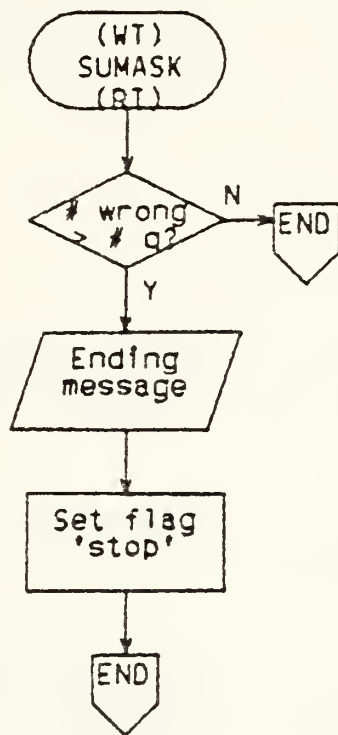 (WT)
SUMASK
(RT)
# wrong
> # q?
N
END
Y
Ending
message
Set flag
'stop'
END